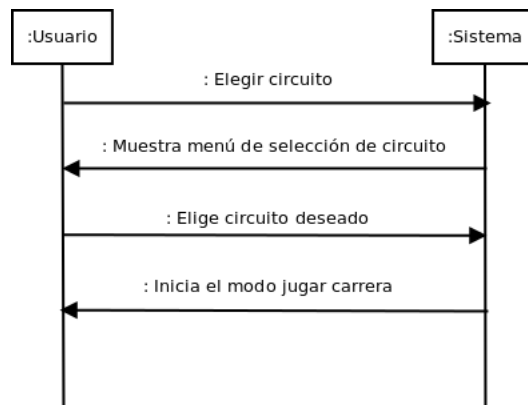 :Usuario
:Sistema
: Elegir circuito
: Muestra menú de selección de circuito
: Elige circuito deseado
: Inicia el modo jugar carrera